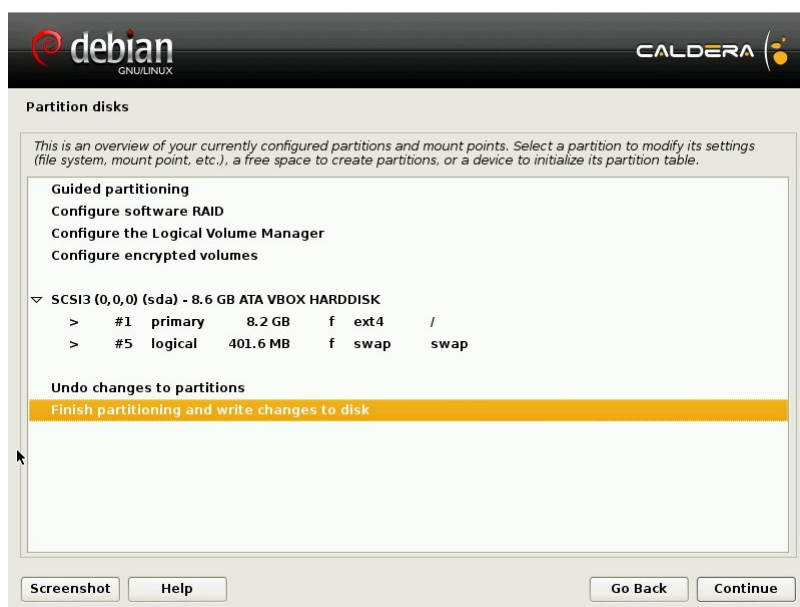 debian
GNU/LINUX
CALDERA
Partition disks
This is an overview of your currently configured partitions and mount points. Select a partition to modify its settings
(file system, mount point, etc.), a free space to create partitions, or a device to initialize its partition table.
Guided partitioning
Configure software RAID
Configure the Logical Volume Manager
Configure encrypted volumes
SCSI3 (0,0,0) (sda) - 8.6 GB ATA VBOX HARDDISK
> #1 primary 8.2 GB f ext4 /
> #5 logical 401.6 MB f swap swap
Undo changes to partitions
Finish partitioning and write changes to disk
Screenshot Help Go Back Continue